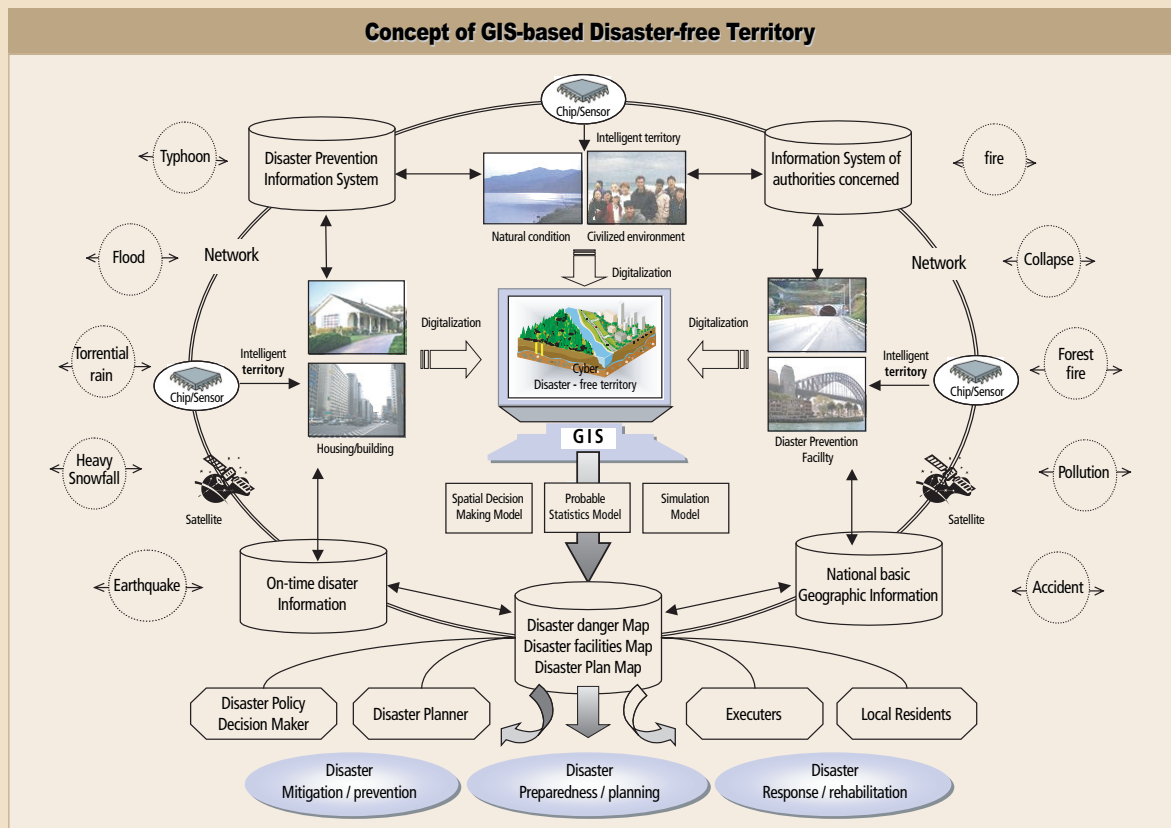 Concept of GIS-based Disaster-free Territory
Chip/Sensor
Intelligent territory
Typhoon
Disaster Prevention
Information System
Information System of
authorities concerned
fire
Natural condition
Civilized environment
Flood
Network
Digitalization
Network
Collapse
Digitalization
Digitalization
Torrential
rain
Intelligent
territory
Chip/Sensor
Cyber
Disaster - free territory
Intelligent
territory
Chip/Sensor
Forest
fire
GIS
Housing/building
Diaster Prevention
Facillty
Heavy
Snowfall
Satellite
Spatial Decision
Making Model
Probable
Statistics Model
Simulation
Model
Satellite
Pollution
Earthquake
On-time disater
Information
National basic
Geographic Information
Accident
Disaster danger Map
Disaster facilities Map
Disaster Plan Map
Disaster Policy
Decision Maker
Disaster Planner
Executers
Local Residents
Disaster
Mitigation / prevention
Disaster
Preparedness / planning
Disaster
Response / rehabilitation